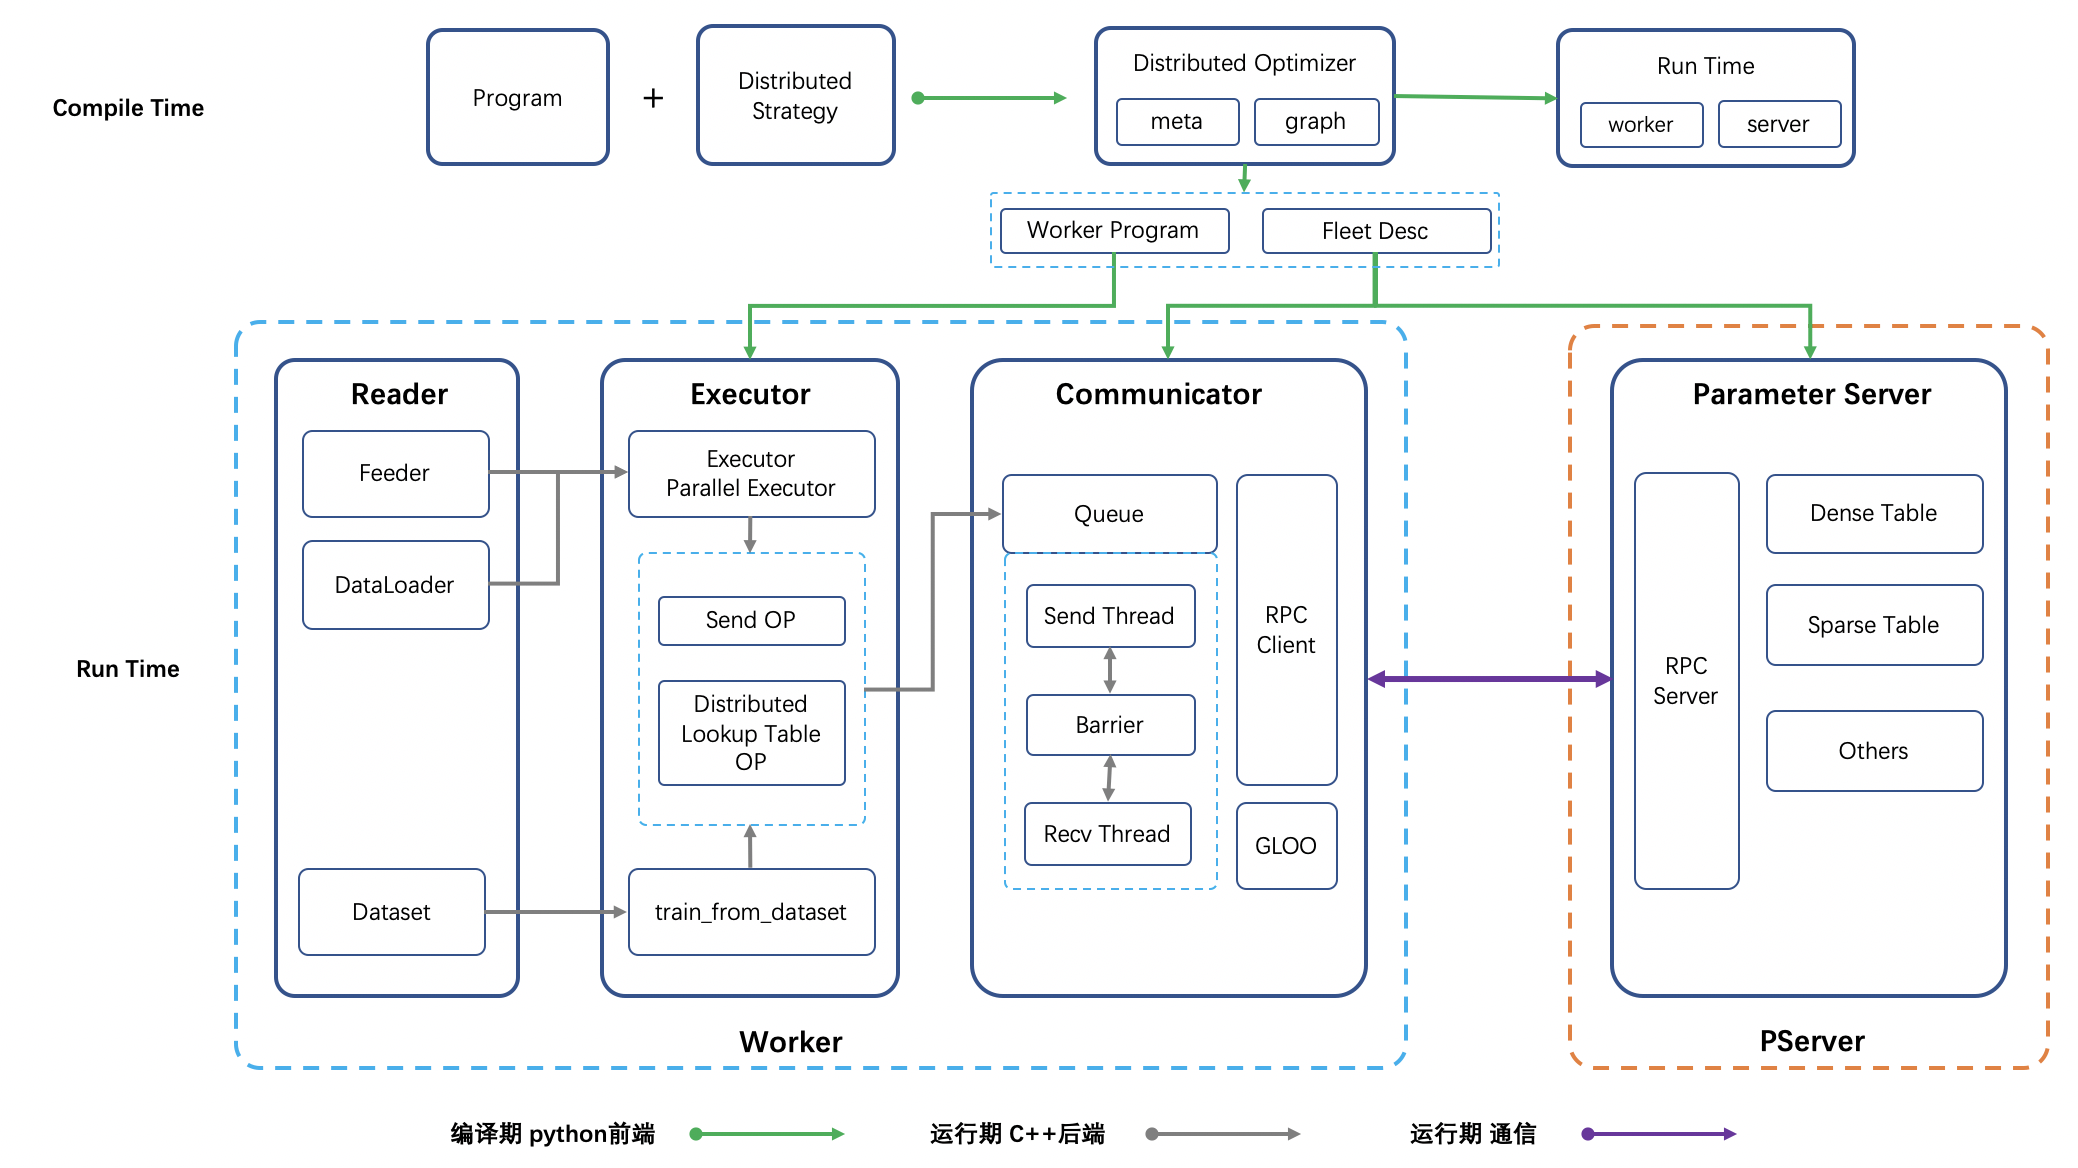 Compile Time
Program
+
Distributed
Strategy
Distributed Optimizer
meta
graph
Run Time
worker
server
Worker Program
Fleet Desc
Run Time
Reader
Feeder
DataLoader
Dataset
Executor
Executor
Parallel Executor
Send OP
Distributed
Lookup Table
OP
train_from_dataset
Communicator
Queue
Send Thread
Barrier
Recv Thread
RPC
Client
GLOO
Worker
Parameter Server
RPC
Server
Dense Table
Sparse Table
Others
PServer
编译期 python前端
运行期 C++后端
运行期 通信